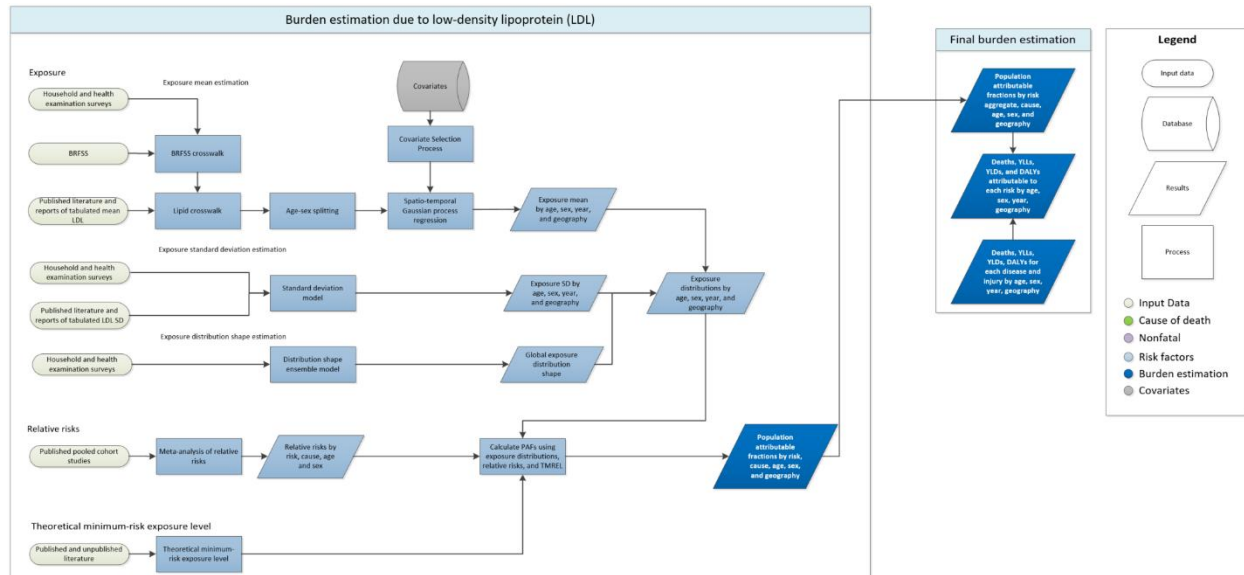 Burden estimation due to low-density lipoprotein (LDL)
Exposure
Exposure mean estimation
Household and health
examination surveys
Covariates
BRFSS
BRFSS crosswalk
Covariate Selection
Process
Published literature and
reports of tabulated mean
LDL
Lipid crosswalk
Age-sex splitting
Spatio-temporal
Gaussian process
regression
Exposure mean
by age, sex, year,
and geography
Exposure standard deviation estimation
Household and health
examination surveys
Published literature and
reports of tabulated LDL SD
Standard deviation
model
Exposure SD by
age, sex, year,
and geography
Exposure
distributions by
age, sex, year, and
geography
Exposure distribution shape estimation
Household and health
examination surveys
Distribution shape
ensemble model
Global exposure
distribution
shape
Relative risks
Published pooled cohort
studies
Meta-analysis of relative
risks
Relative risks by
risk, cause, age
and sex
Calculate PAFs using
exposure distributions,
relative risks, and TMREL
Population
attributable
fractions by risk,
cause, age, sex,
and geography
Theoretical minimum-risk exposure level
Published and unpublished
literature
Theoretical minimum-
risk exposure level
Final burden estimation
Population
attributable
fractions by risk
aggregate, cause,
age, sex, and
geography
Deaths, YLLs,
YLDs, and DALYs
attributable to
each risk by age,
sex, year,
geography
Deaths, YLLs,
YLDs, DALYs for
each disease and
injury by age, sex,
year, geography
Legend
Input data
Database
Results
Process
Input Data
Cause of death
Nonfatal
Risk factors
Burden estimation
Covariates